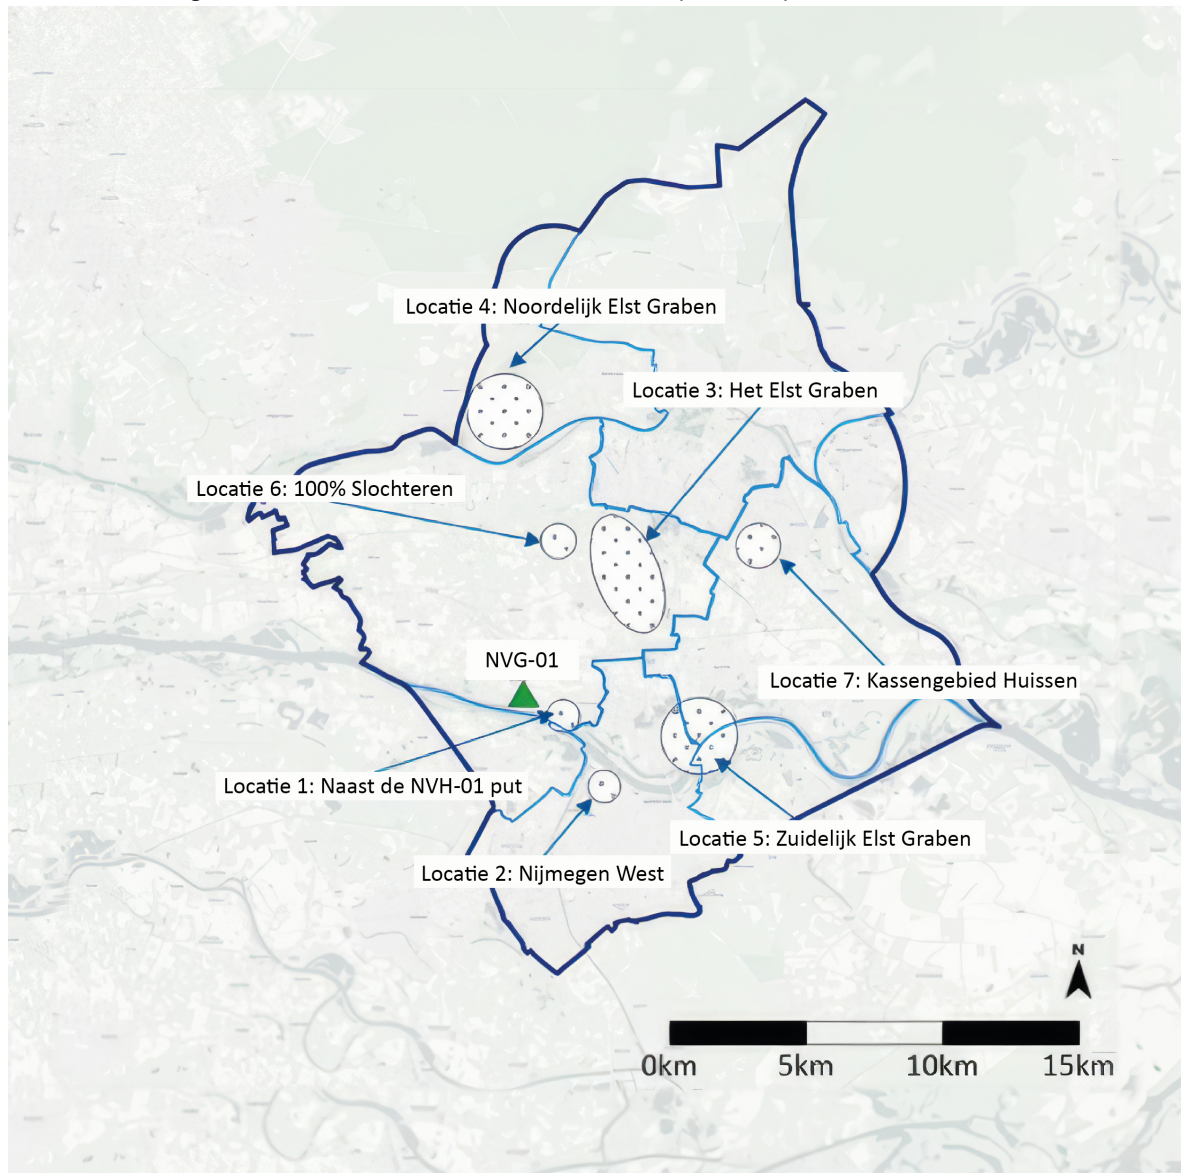 Locatie 4: Noordelijk Elst Graben
Locatie 3: Het Elst Graben
Locatie 6: 100% Slochteren
NVG-01
Locatie 7: Kassengebied Huissen
Locatie 1: Naast de NVH-01 put
Locatie 5: Zuidelijk Elst Graben
Locatie 2: Nijmegen West
N
0km 5km 10km 15km